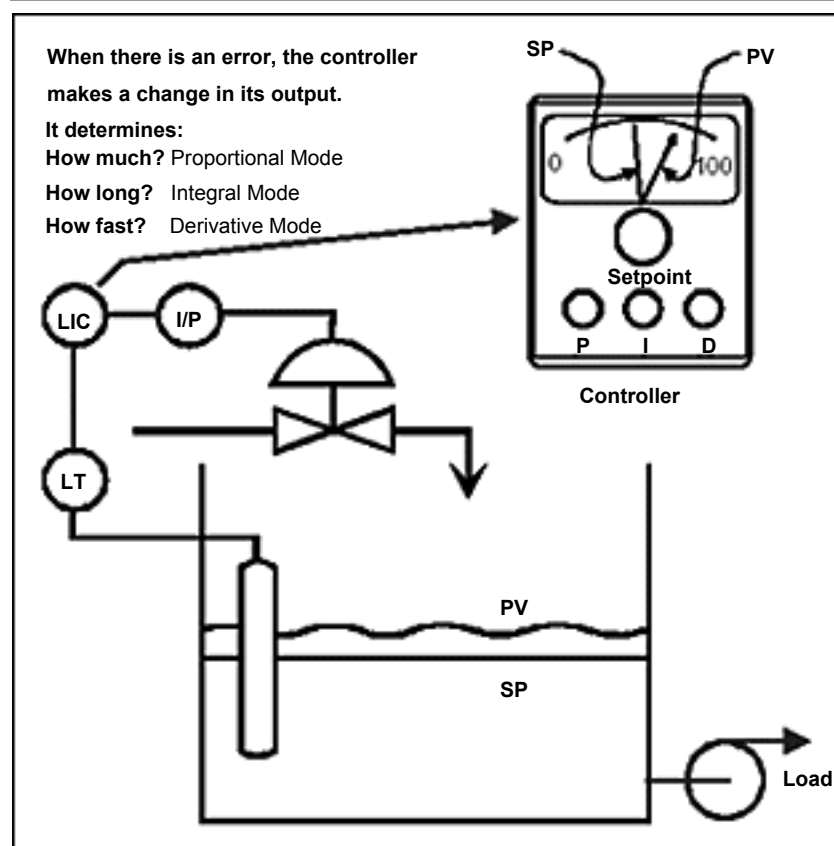 When there is an error, the controller
makes a change in its output.
It determines:
How much? Proportional Mode
How long? Integral Mode
How fast? Derivative Mode
SP
PV
0
100
Setpoint
P I D
Controller
LIC
I/P
LT
PV
SP
Load